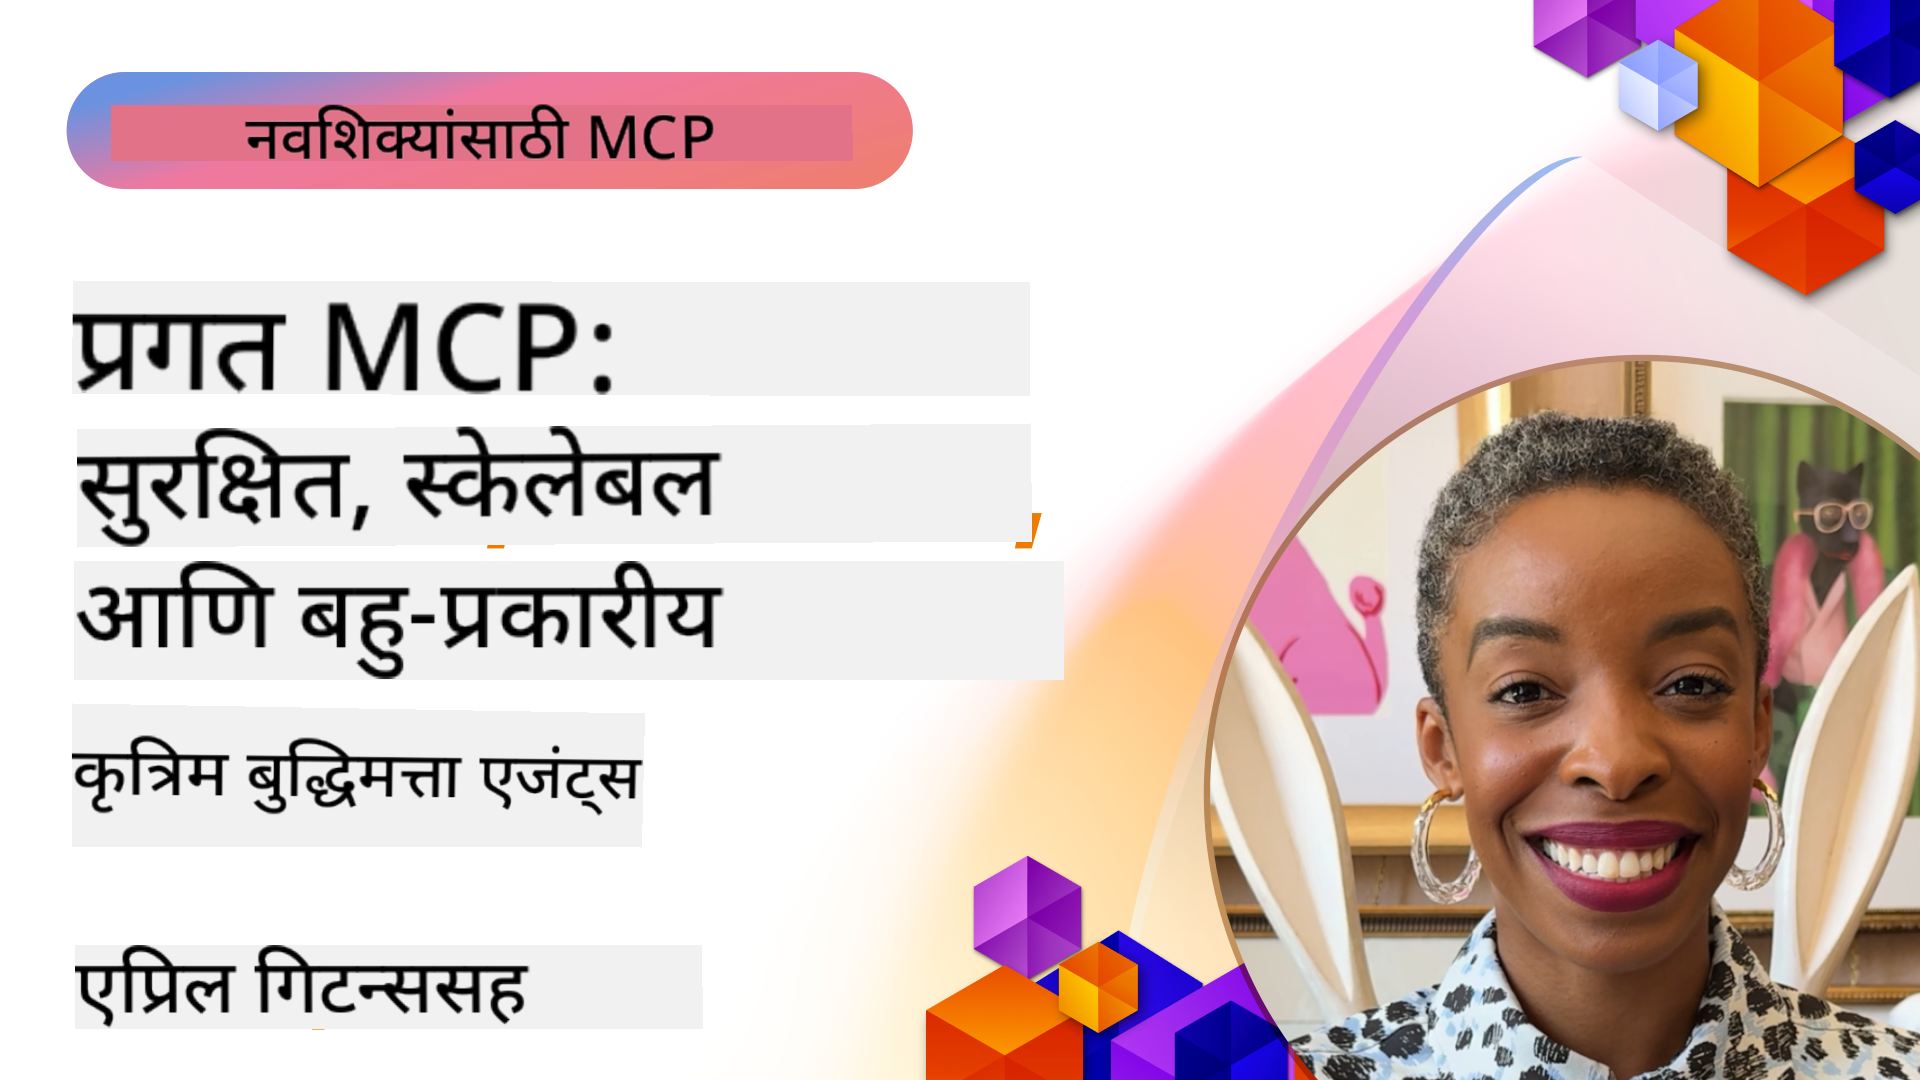 नवशिक्यांसाठी MCP
प्रगत MCP:
सुरक्षित, स्केलेबल
आणि बहु-प्रकारीय
कृत्रिम बुद्धिमत्ता एजंट्स
एप्रिल गिटन्ससह